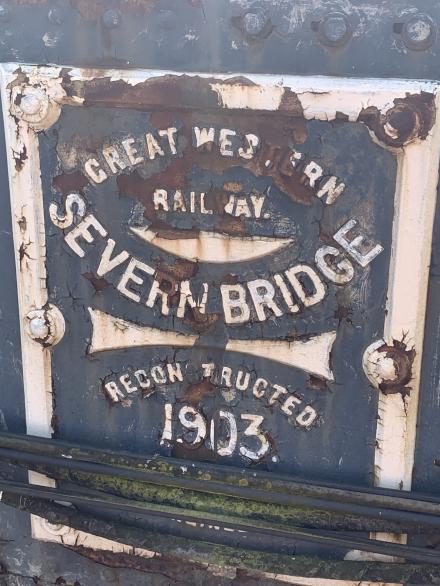 GREAT WESTERN
RAILWAY.
SEVERN BRIDGE
RECONSTRUCTED
1903.